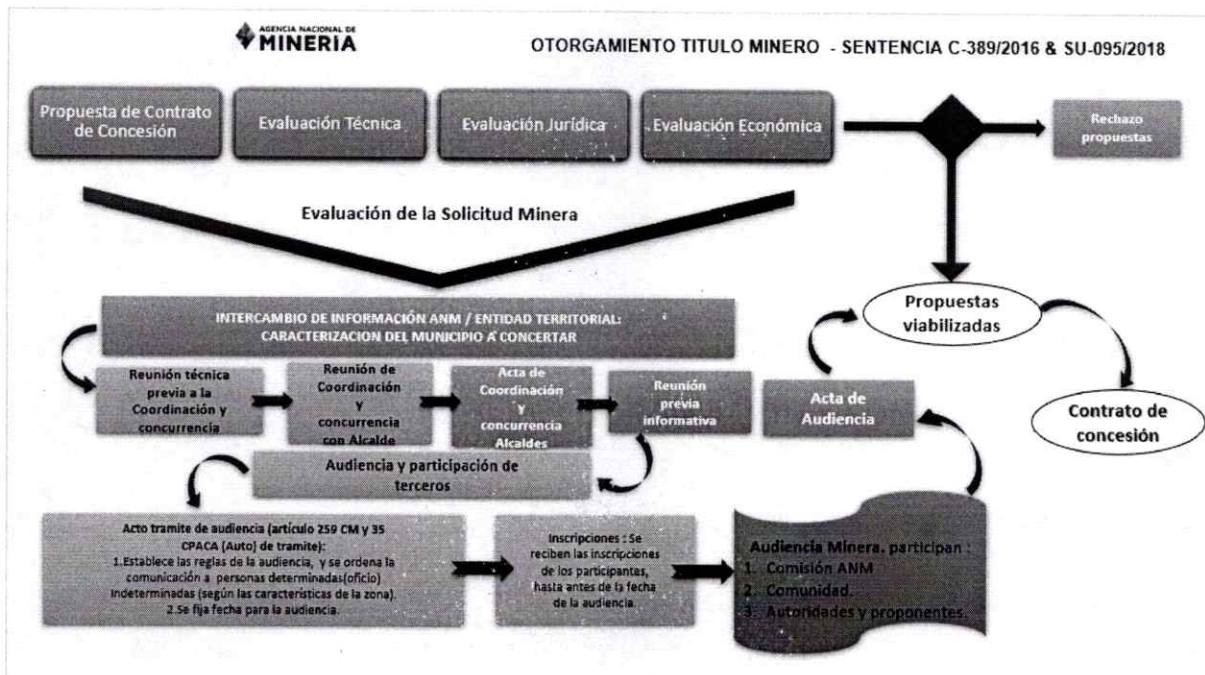 AGENCIA NACIONAL DE
MINERÍA
OTORGAMIENTO TITULO MINERO - SENTENCIA C-389/2016 & SU-095/2018
Propuesta de Contrato
de Concesión
Evaluación Técnica
Evaluación Jurídica
Evaluación Económica
Rechazo
propuestas
Evaluación de la Solicitud Minera
INTERCAMBIO DE INFORMACIÓN ANM / ENTIDAD TERRITORIAL:
CARACTERIZACION DEL MUNICIPIO A CONCERTAR
Propuestas
viabilizadas
Reunión técnica
previa a la
Coordinación y
concurrencia
Reunión de
Coordinación
y
concurrencia
con Alcalde
Acta de
Coordinación
y
concurrencia
Alcaldes
Reunión
previa
informativa
Acta de
Audiencia
Contrato de
concesión
Audiencia y participación de
terceros
Acto tramite de audiencia (artículo 259 CM y 35
CPACA (Auto) de tramite):
1.Establece las reglas de la audiencia, y se ordena la
comunicación a personas determinadas(oficio)
Indeterminadas (según las características de la zona).
2.Se fija fecha para la audiencia.
Inscripciones : Se
reciben las inscripciones
de los participantes,
hasta antes de la fecha
de la audiencia.
Audiencia Minera. participan :
1. Comisión ANM
2. Comunidad.
3. Autoridades y proponentes.